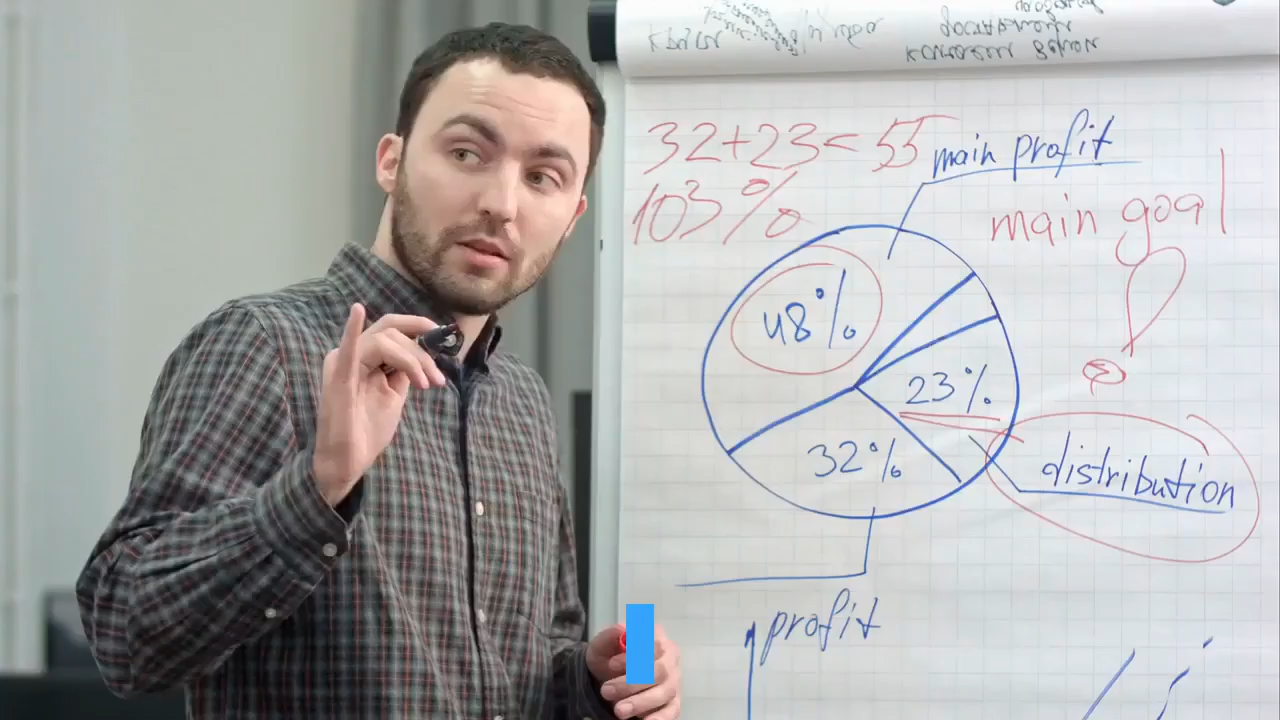 32+23=55
103%
main profit
main goal
48%
23%
32%
distribution
profit